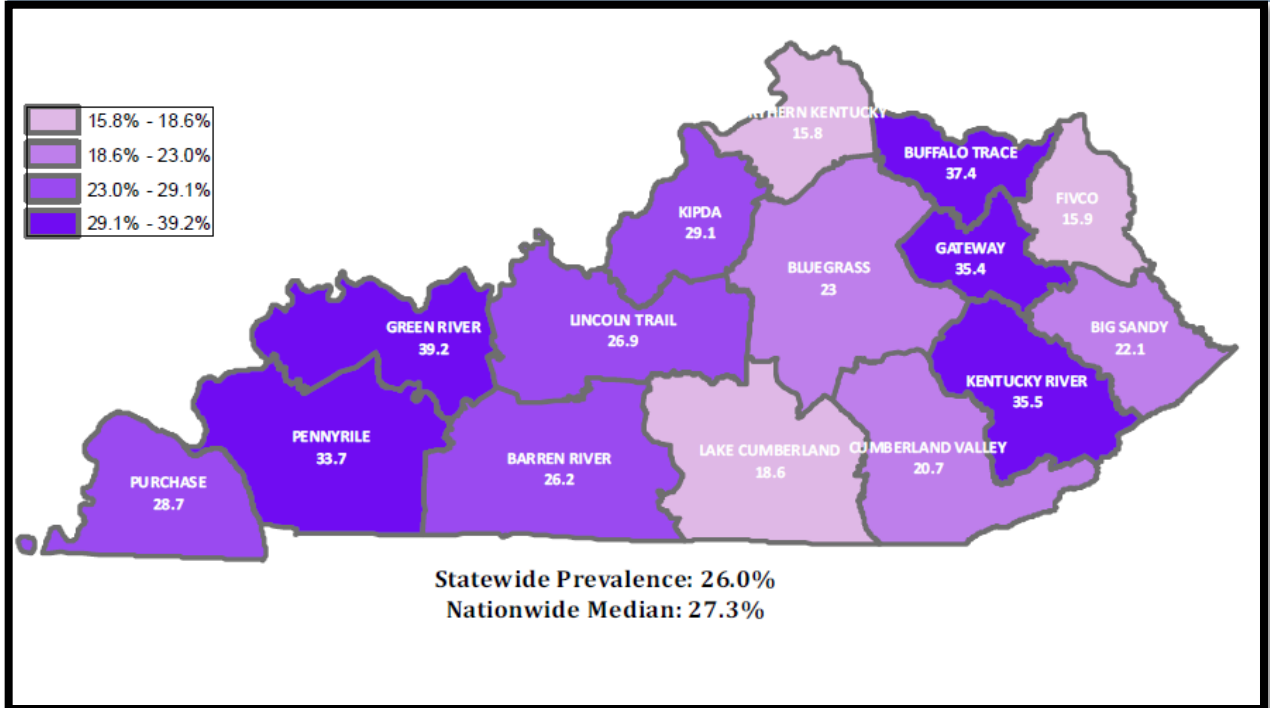 15.8% - 18.6%
18.6% - 23.0%
23.0% - 29.1%
29.1% - 39.2%
RTHERN KENTUCKY
15.8
BUFFALO TRACE
37.4
FIVCO
15.9
KIPDA
29.1
GATEWAY
35.4
BLUEGRASS
23
GREEN RIVER
39.2
LINCOLN TRAIL
26.9
BIG SANDY
22.1
KENTUCKY RIVER
35.5
PENNYRILE
33.7
BARREN RIVER
26.2
LAKE CUMBERLAND
18.6
CUMBERLAND VALLEY
20.7
PURCHASE
28.7
Statewide Prevalence: 26.0%
Nationwide Median: 27.3%